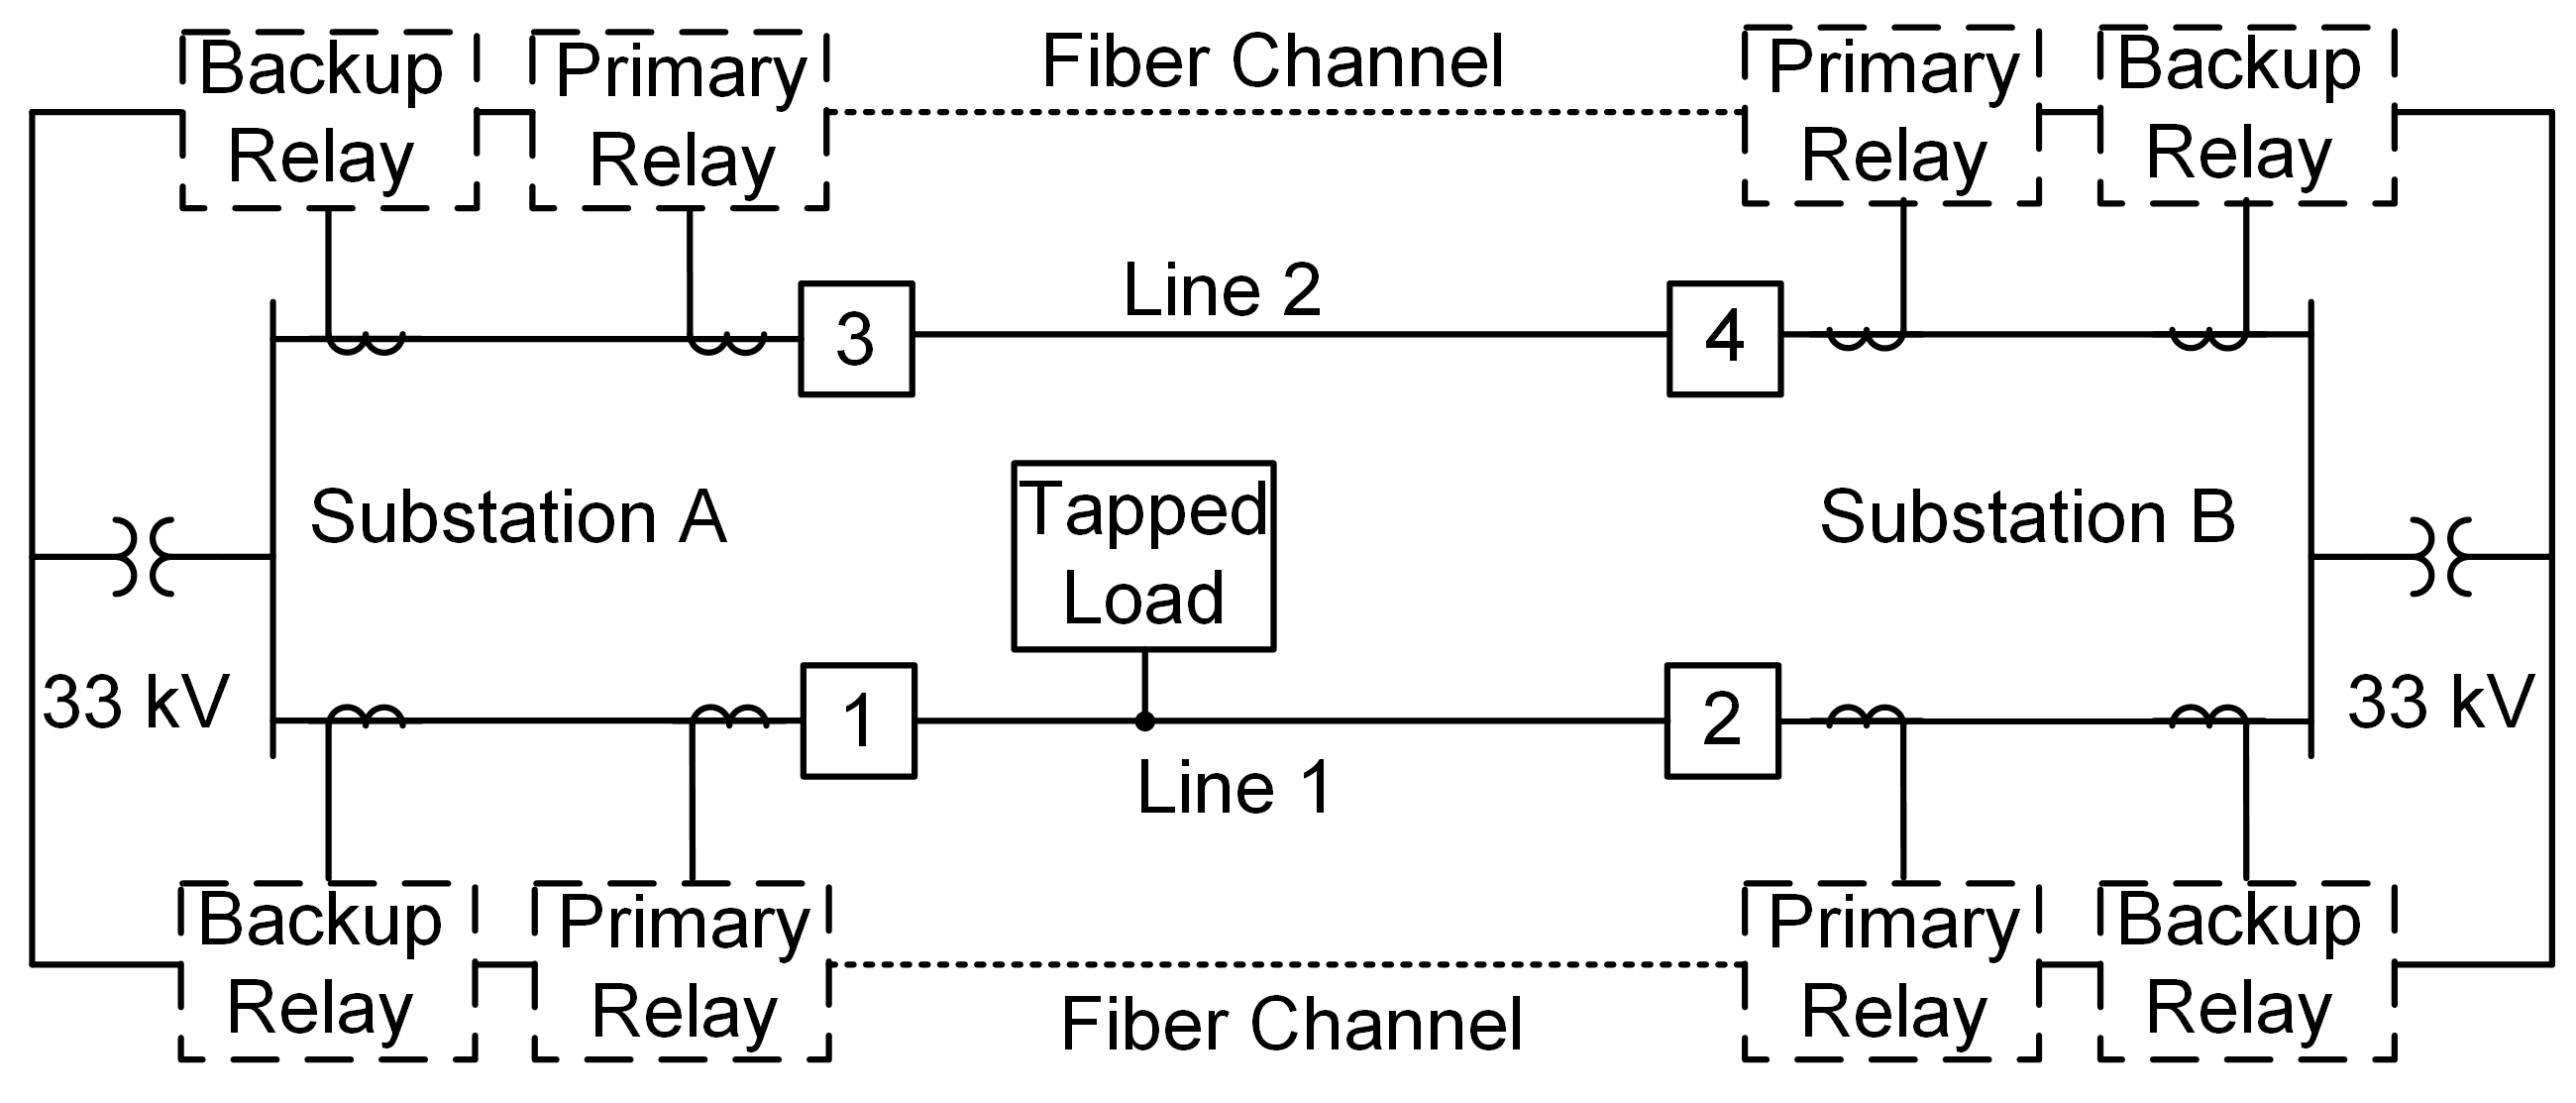 Backup
Relay
Primary
Relay
Fiber Channel
Primary
Relay
Backup
Relay
3
Line 2
4
Substation A
Tapped
Load
Substation B
33 kV
1
2
33 kV
Line 1
Backup
Relay
Primary
Relay
Fiber Channel
Primary
Relay
Backup
Relay